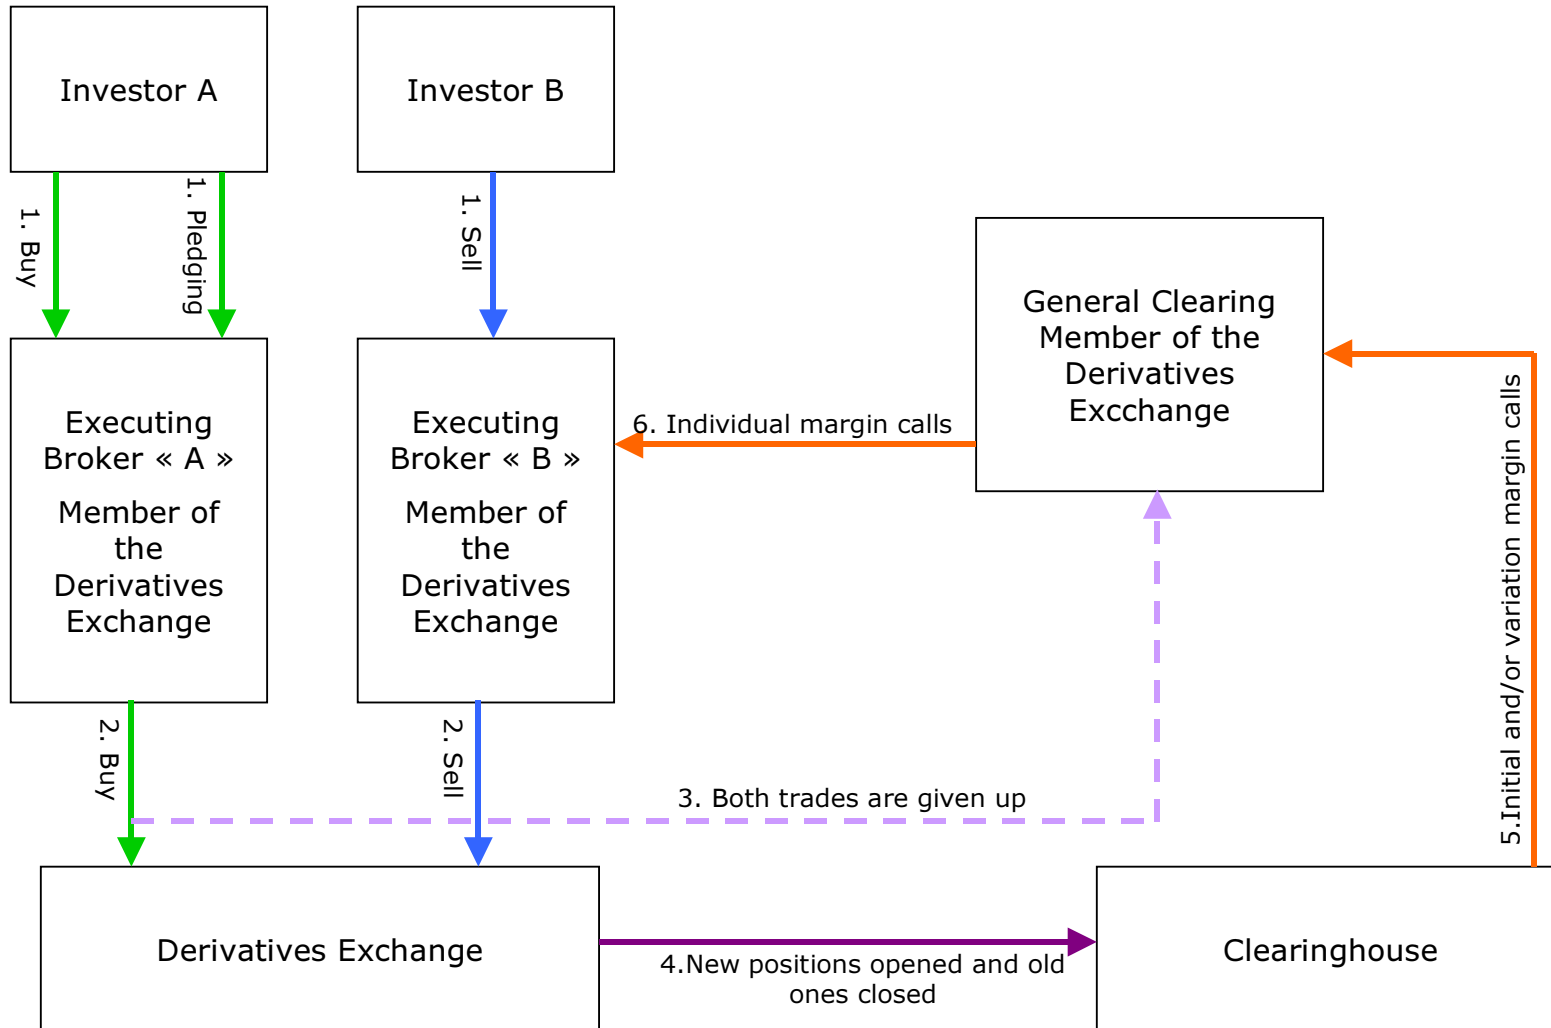 Investor A
Investor B
1. Buy
1. Pledging
1. Sell
General Clearing
Member of the
Derivatives
Excchange
Executing
Broker « A »
Member of
the
Derivatives
Exchange
Executing
Broker « B »
Member of
the
Derivatives
Exchange
6. Individual margin calls
5.Initial and/or variation margin calls
2. Buy
2. Sell
3. Both trades are given up
Derivatives Exchange
4.New positions opened and old
ones closed
Clearinghouse